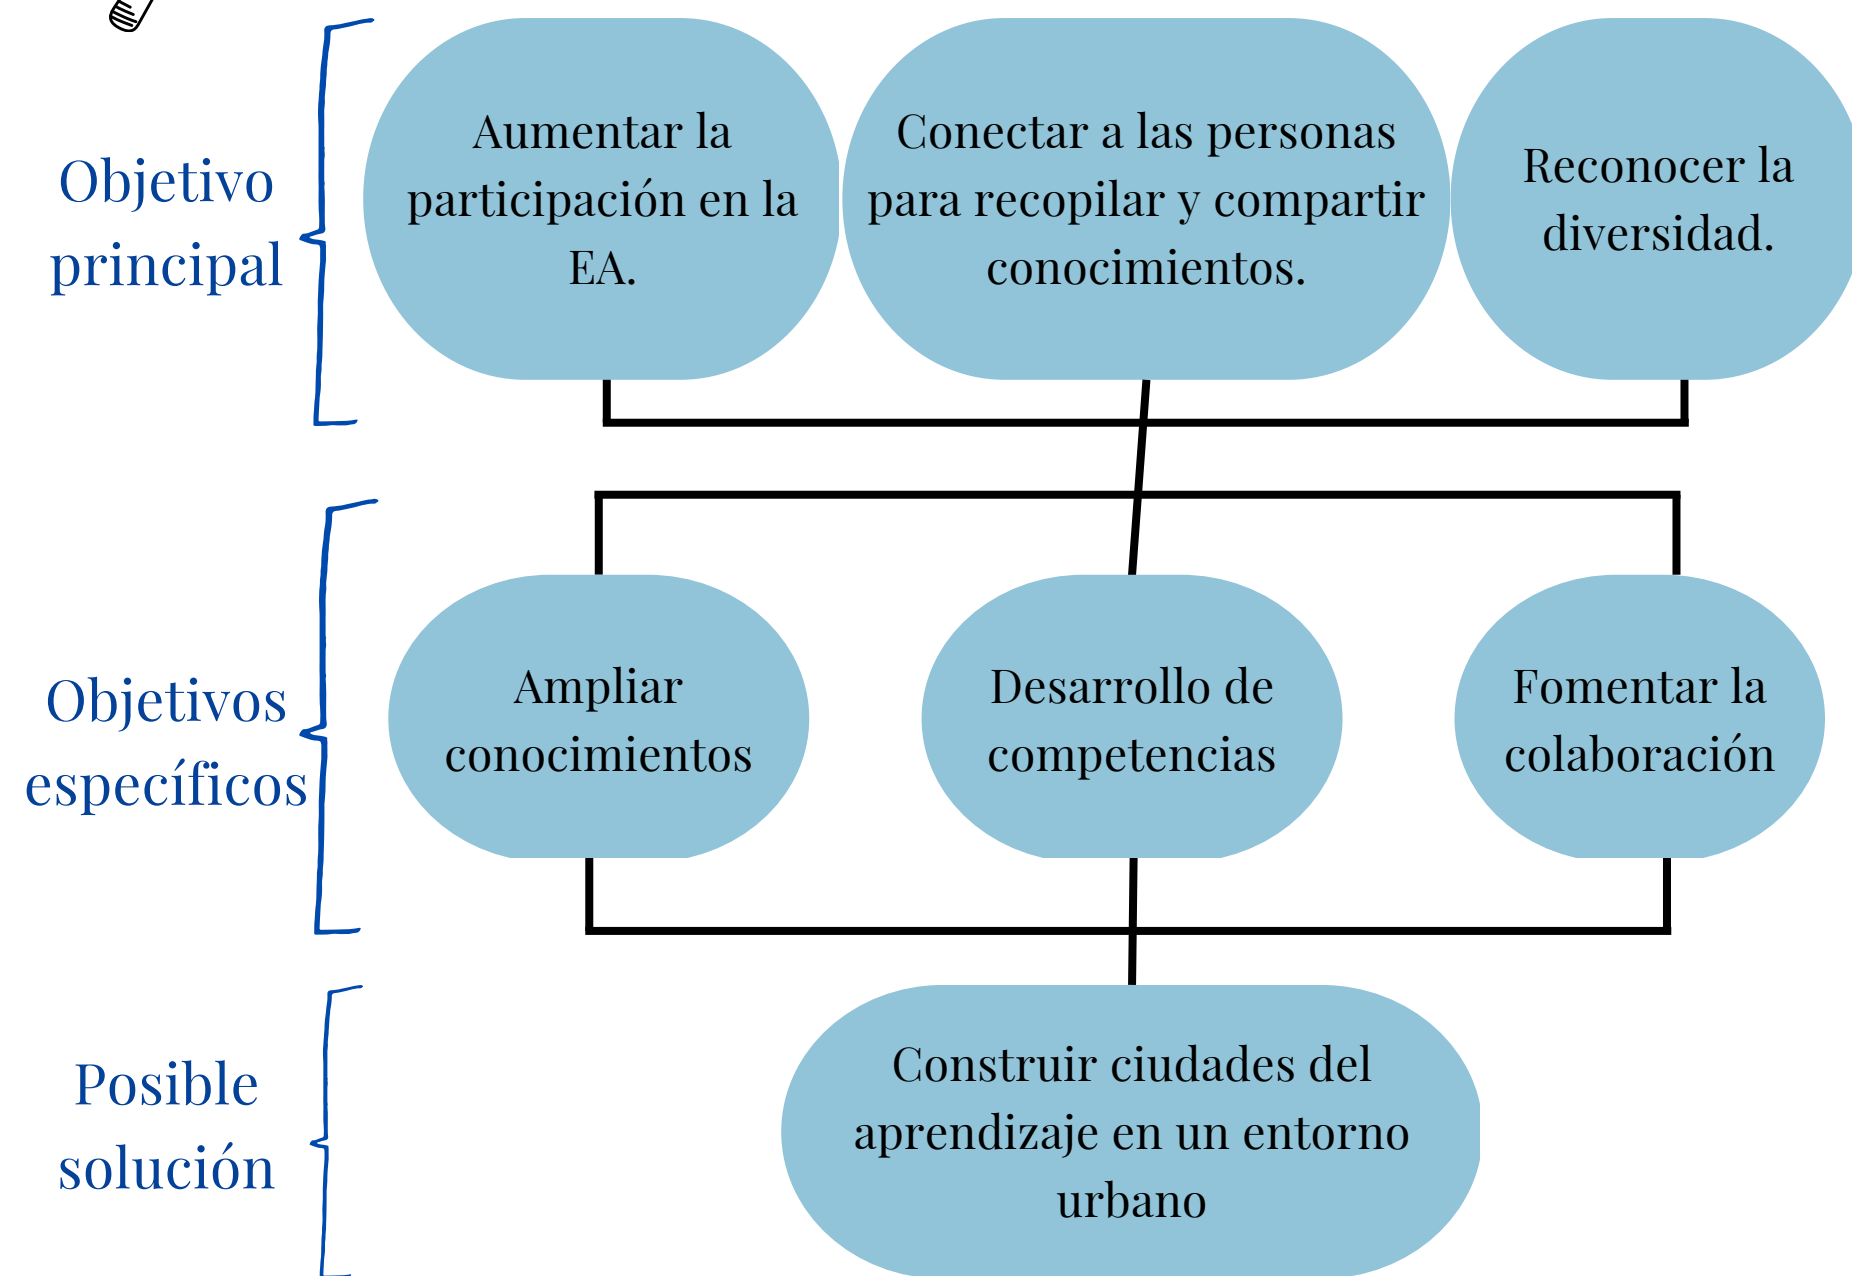 Objetivo
principal
Aumentar la
participación en la
EA.
Conectar a las personas
para recopilar y compartir
conocimientos.
Reconocer la
diversidad.
Objetivos
específicos
Ampliar
conocimientos
Desarrollo de
competencias
Fomentar la
colaboración
Posible
solución
Construir ciudades del
aprendizaje en un entorno
urbano